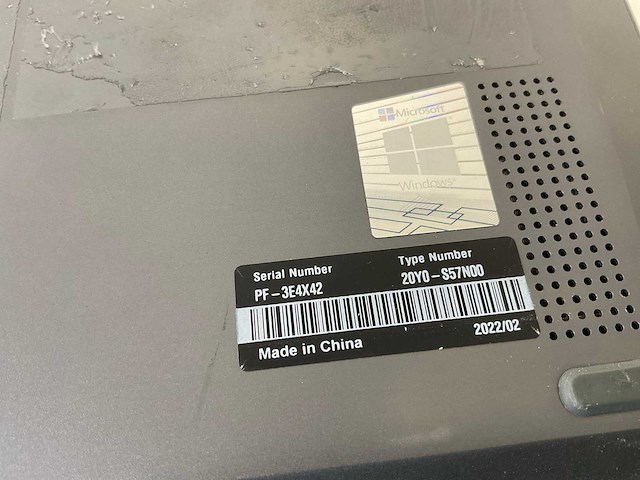 Microsoft
Windows®
Serial Number
Type Number
PF-3E4X42
20Y0-S57N00
Made in China
2022/02